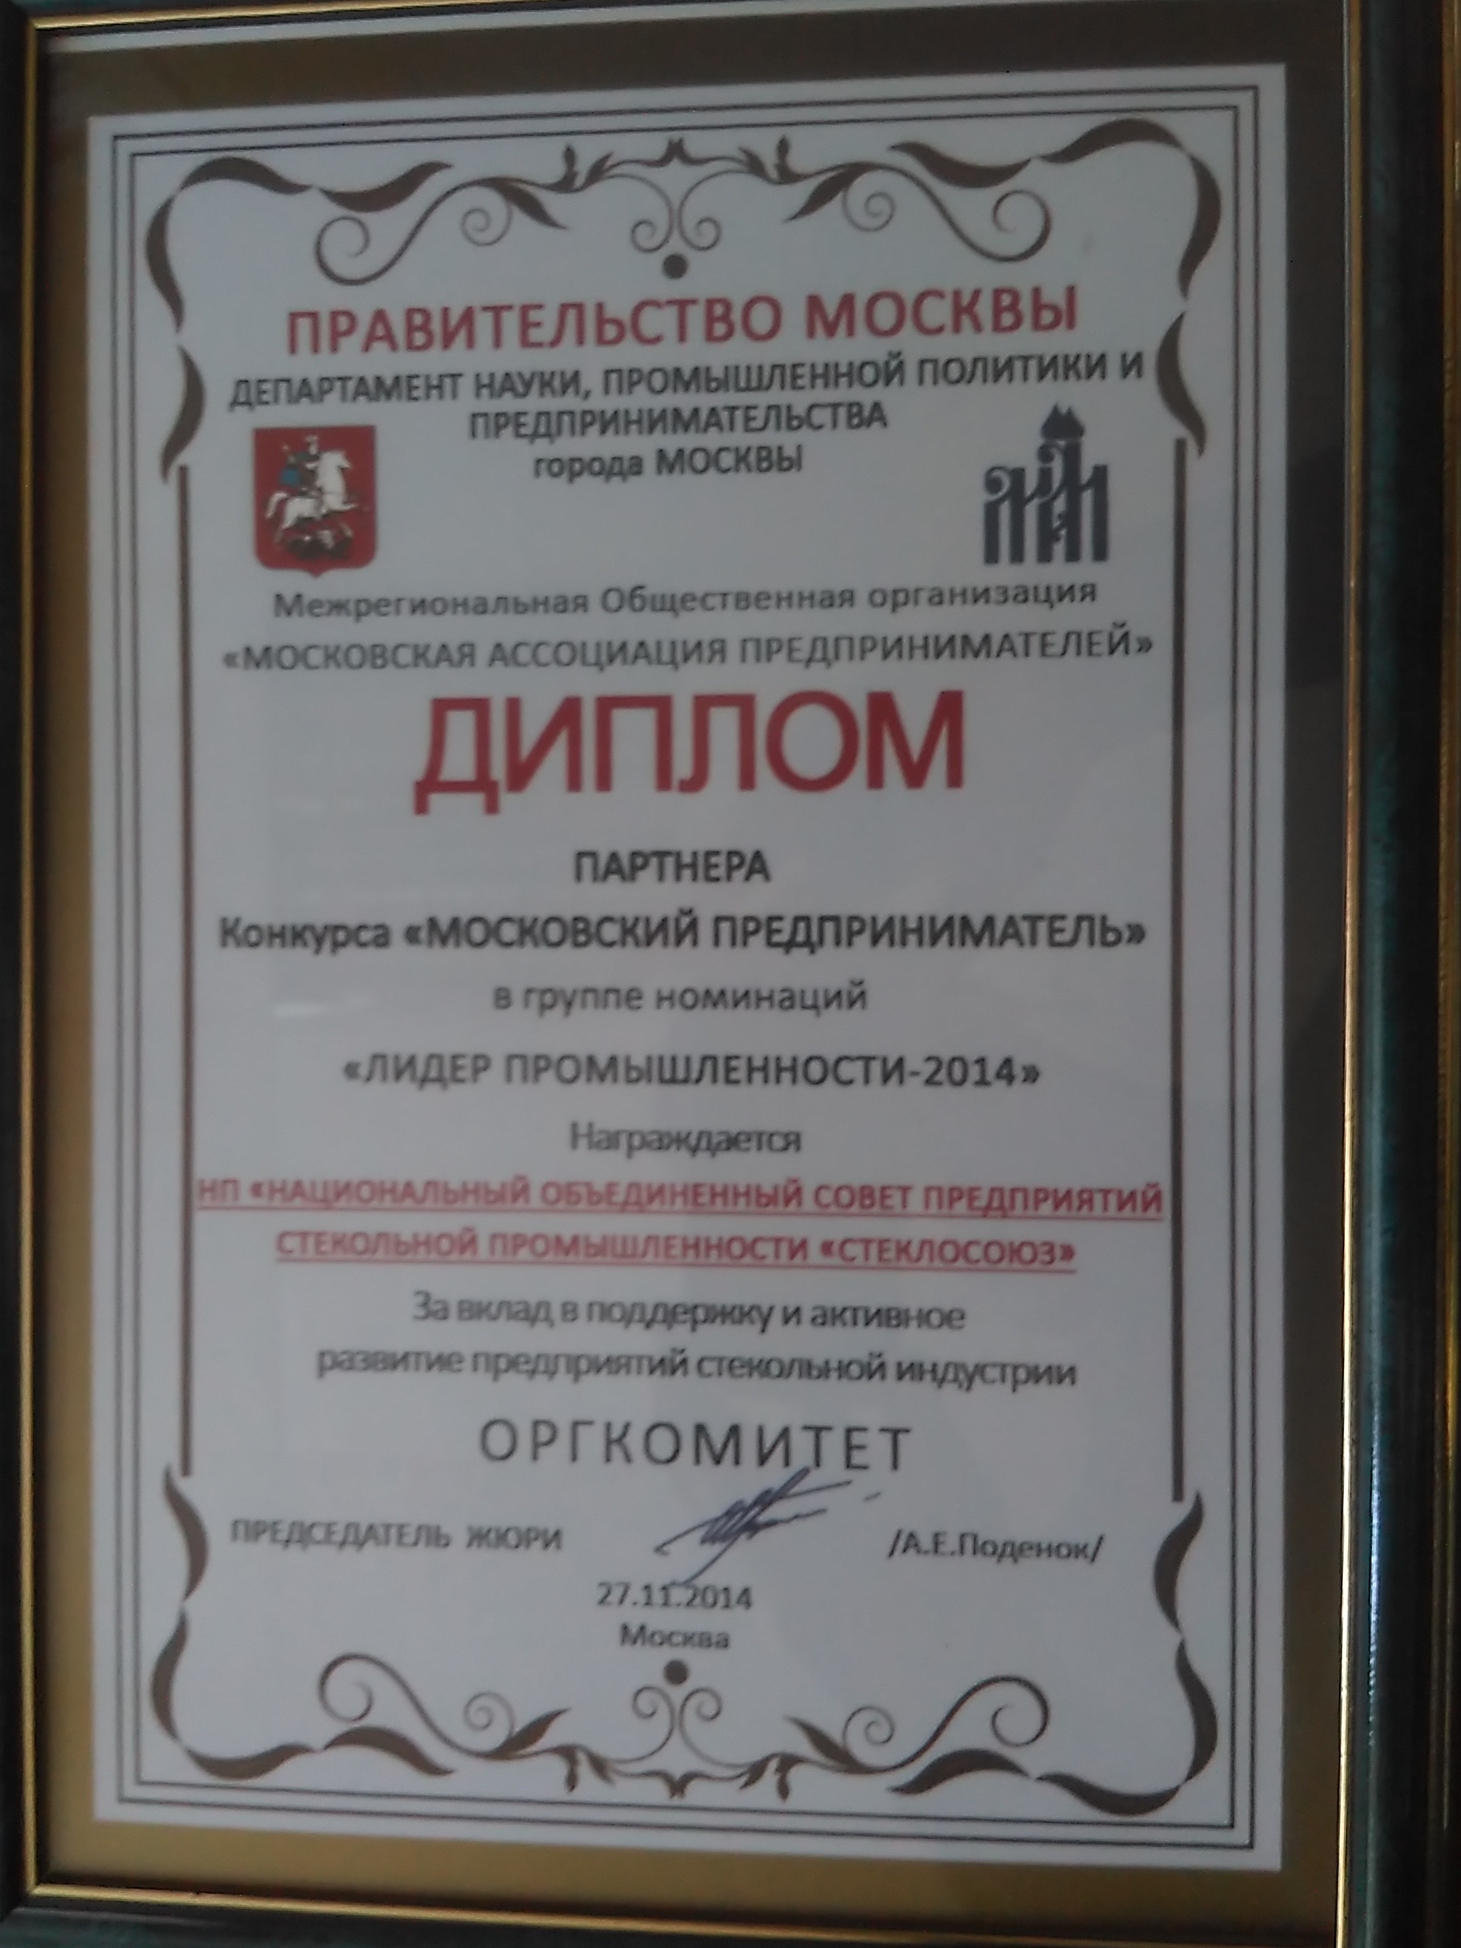 ПРАВИТЕЛЬСТВО МОСКВЫ
ДЕПАРТАМЕНТ НАУКИ, ПРОМЫШЛЕННОЙ ПОЛИТИКИ И
ПРЕДПРИНИМАТЕЛЬСТВА
города МОСКВЫ
Межрегиональная Общественная организация
«МОСКОВСКАЯ АССОЦИАЦИЯ ПРЕДПРИНИМАТЕЛЕЙ»
ДИПЛОМ
ПАРТНЕРА
Конкурса «МОСКОВСКИЙ ПРЕДПРИНИМАТЕЛЬ»
в группе номинаций
«ЛИДЕР ПРОМЫШЛЕННОСТИ-2014»
Награждается
НП «НАЦИОНАЛЬНЫЙ ОБЪЕДИНЕННЫЙ СОВЕТ ПРЕДПРИЯТИЙ
СТЕКОЛЬНОЙ ПРОМЫШЛЕННОСТИ «СТЕКЛОСОЮЗ»
За вклад в поддержку и активное
развитие предприятий стекольной индустрии
ОРГКОМИТЕТ
ПРЕДСЕДАТЕЛЬ ЖЮРИ /А.Е.Поденок/
27.11.2014
Москва